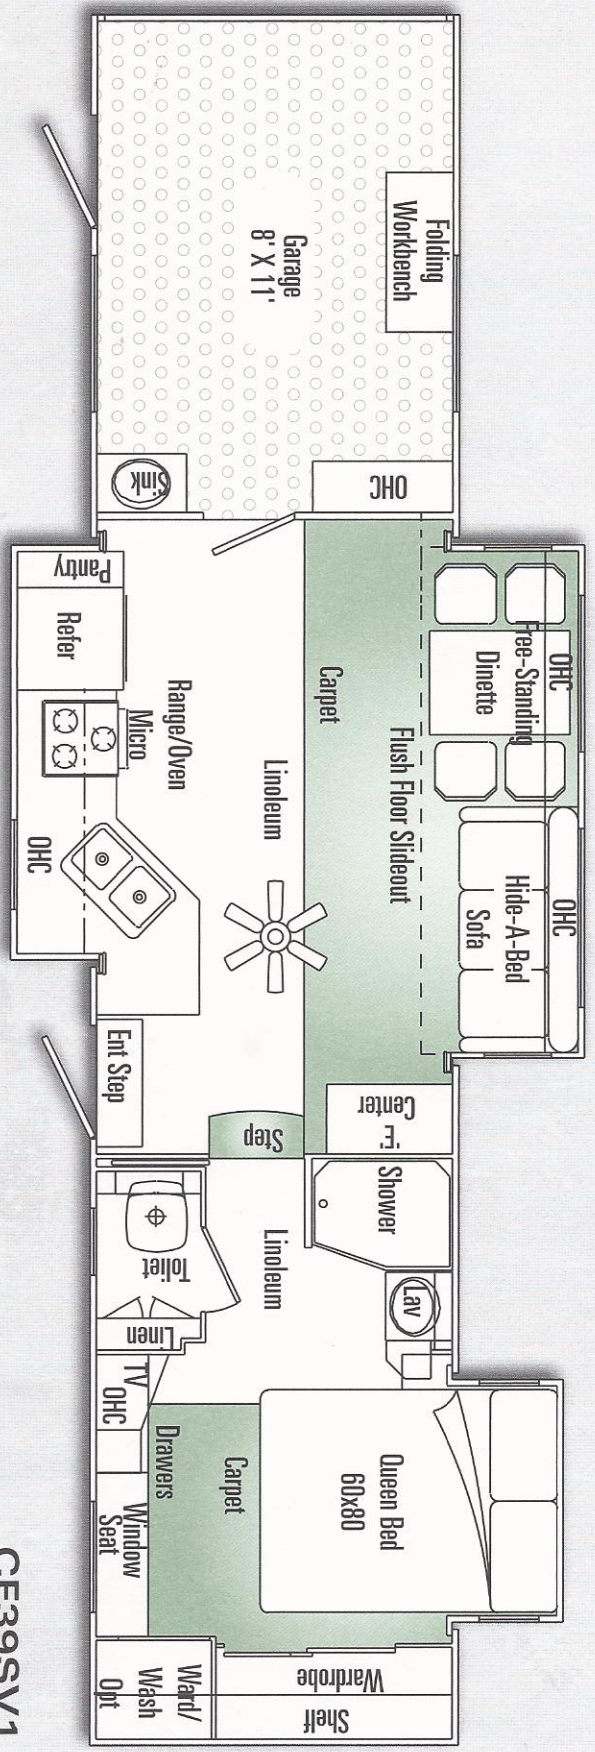 Folding
Workbench
Garage
8' X 11'
Sink
OHC
Pantry
Refer
Range/Oven
Micro
OHC
Linoleum
Carpet
Flush Floor Slideout
OHC
Free-Standing
Dinette
OHC
Hide-A-Bed
Sofa
Ent Step
Step
'E'
Center
Shower
Lav
Linoleum
Toliet
Linen
TV
OHC
Drawers
Carpet
Queen Bed
60x80
Window
Seat
Wardrobe
Shelf
Ward/
Wash
Opt